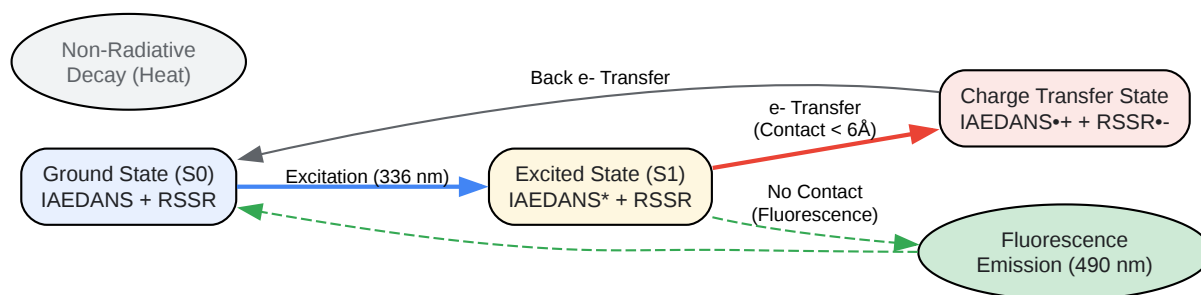 Non-Radiative
Decay (Heat)
Back e- Transfer
e- Transfer
(Contact < 6Å)
Charge Transfer State
IAEDANS•+ + RSSR•-
Ground State (S0)
IAEDANS + RSSR
Excitation (336 nm)
Excited State (S1)
IAEDANS* + RSSR
No Contact
(Fluorescence)
Fluorescence
Emission (490 nm)